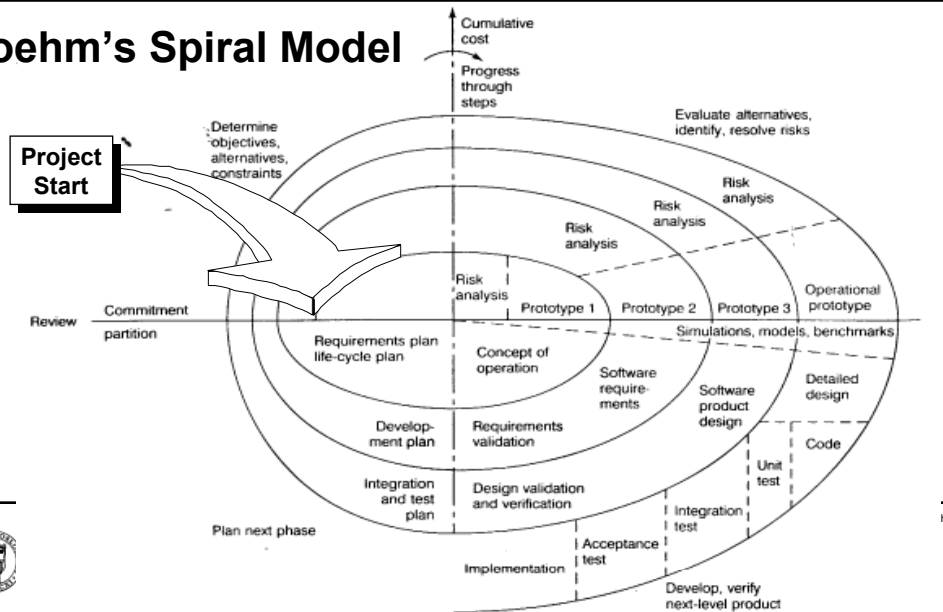 oehm's Spiral Model
Cumulative
cost
Progress
through
steps
Project
Start
Determine
objectives,
alternatives,
constraints
Evaluate alternatives,
identify, resolve risks
Risk
analysis
Risk
analysis
Risk
analysis
Risk
analysis
Prototype 1
Prototype 2
Prototype 3
Operational
prototype
Review
Commitment
partition
Simulations, models, benchmarks
Requirements plan
life-cycle plan
Concept of
operation
Software
require-
ments
Software
product
design
Detailed
design
Develop-
ment plan
Requirements
validation
Code
Unit
test
Integration
and test
plan
Design validation
and verification
Integration
test
Plan next phase
Acceptance
test
Implementation
Develop, verify
next-level product